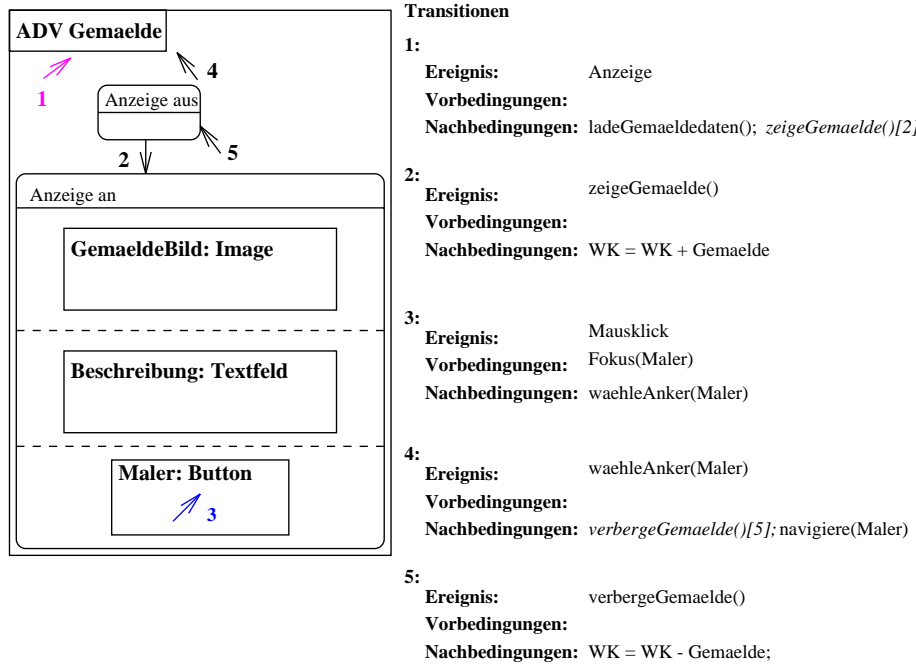 ADV Gemaelde
4
1
Anzeige aus
5
2
Anzeige an
GemaeldeBild: Image
Beschreibung: Textfeld
Maler: Button
3
Transitionen
1:
Ereignis: Anzeige
Vorbedingungen:
Nachbedingungen: ladeGemaeldedaten(); zeigeGemaelde()[2]
2:
Ereignis: zeigeGemaelde()
Vorbedingungen:
Nachbedingungen: WK = WK + Gemaelde
3:
Ereignis: Mausklick
Vorbedingungen: Fokus(Maler)
Nachbedingungen: waehleAnker(Maler)
4:
Ereignis: waehleAnker(Maler)
Vorbedingungen:
Nachbedingungen: verbergeGemaelde()[5]; navigiere(Maler)
5:
Ereignis: verbergeGemaelde()
Vorbedingungen:
Nachbedingungen: WK = WK - Gemaelde;